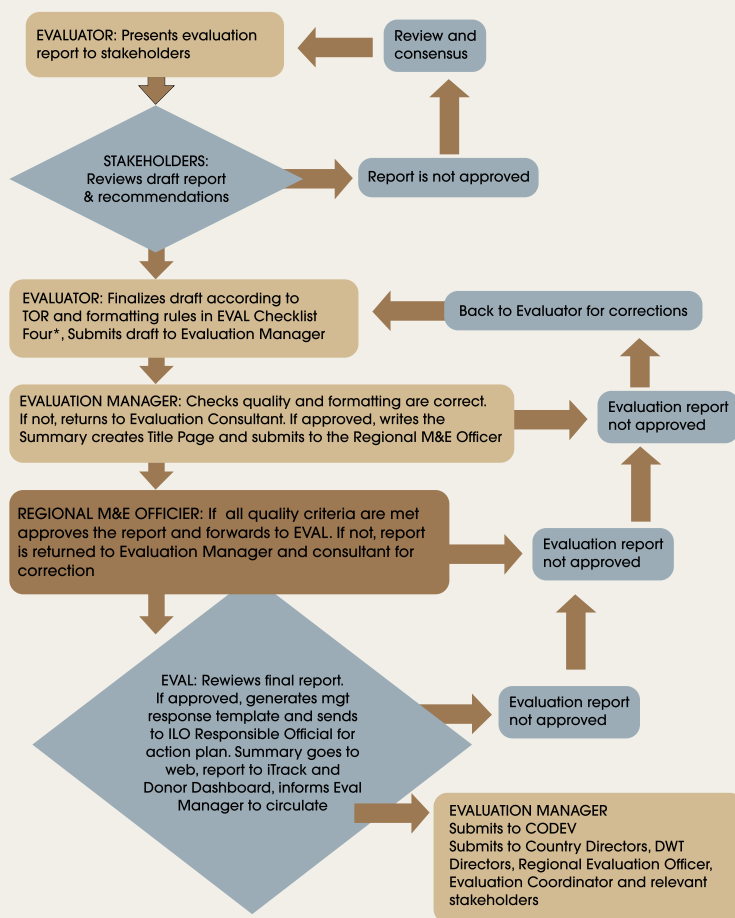 EVALUATOR: Presents evaluation
report to stakeholders
Review and
consensus
STAKEHOLDERS:
Reviews draft report
& recommendations
Report is not approved
EVALUATOR: Finalizes draft according to
TOR and formatting rules in EVAL Checklist
Four*, Submits draft to Evaluation Manager
Back to Evaluator for corrections
EVALUATION MANAGER: Checks quality and formatting are correct.
If not, returns to Evaluation Consultant. If approved, writes the
Summary creates Title Page and submits to the Regional M&E Officer
Evaluation report
not approved
REGIONAL M&E OFFICIER: If  all quality criteria are met
approves the report and forwards to EVAL. If not, report
is returned to Evaluation Manager and consultant for
correction
Evaluation report
not approved
EVAL: Rewiews final report.
If approved, generates mgt
response template and sends
to ILO Responsible Official for
action plan. Summary goes to
web, report to iTrack and
Donor Dashboard, informs Eval
Manager to circulate
Evaluation report
not approved
EVALUATION MANAGER
Submits to CODEV
Submits to Country Directors, DWT
Directors, Regional Evaluation Officer,
Evaluation Coordinator and relevant
stakeholders